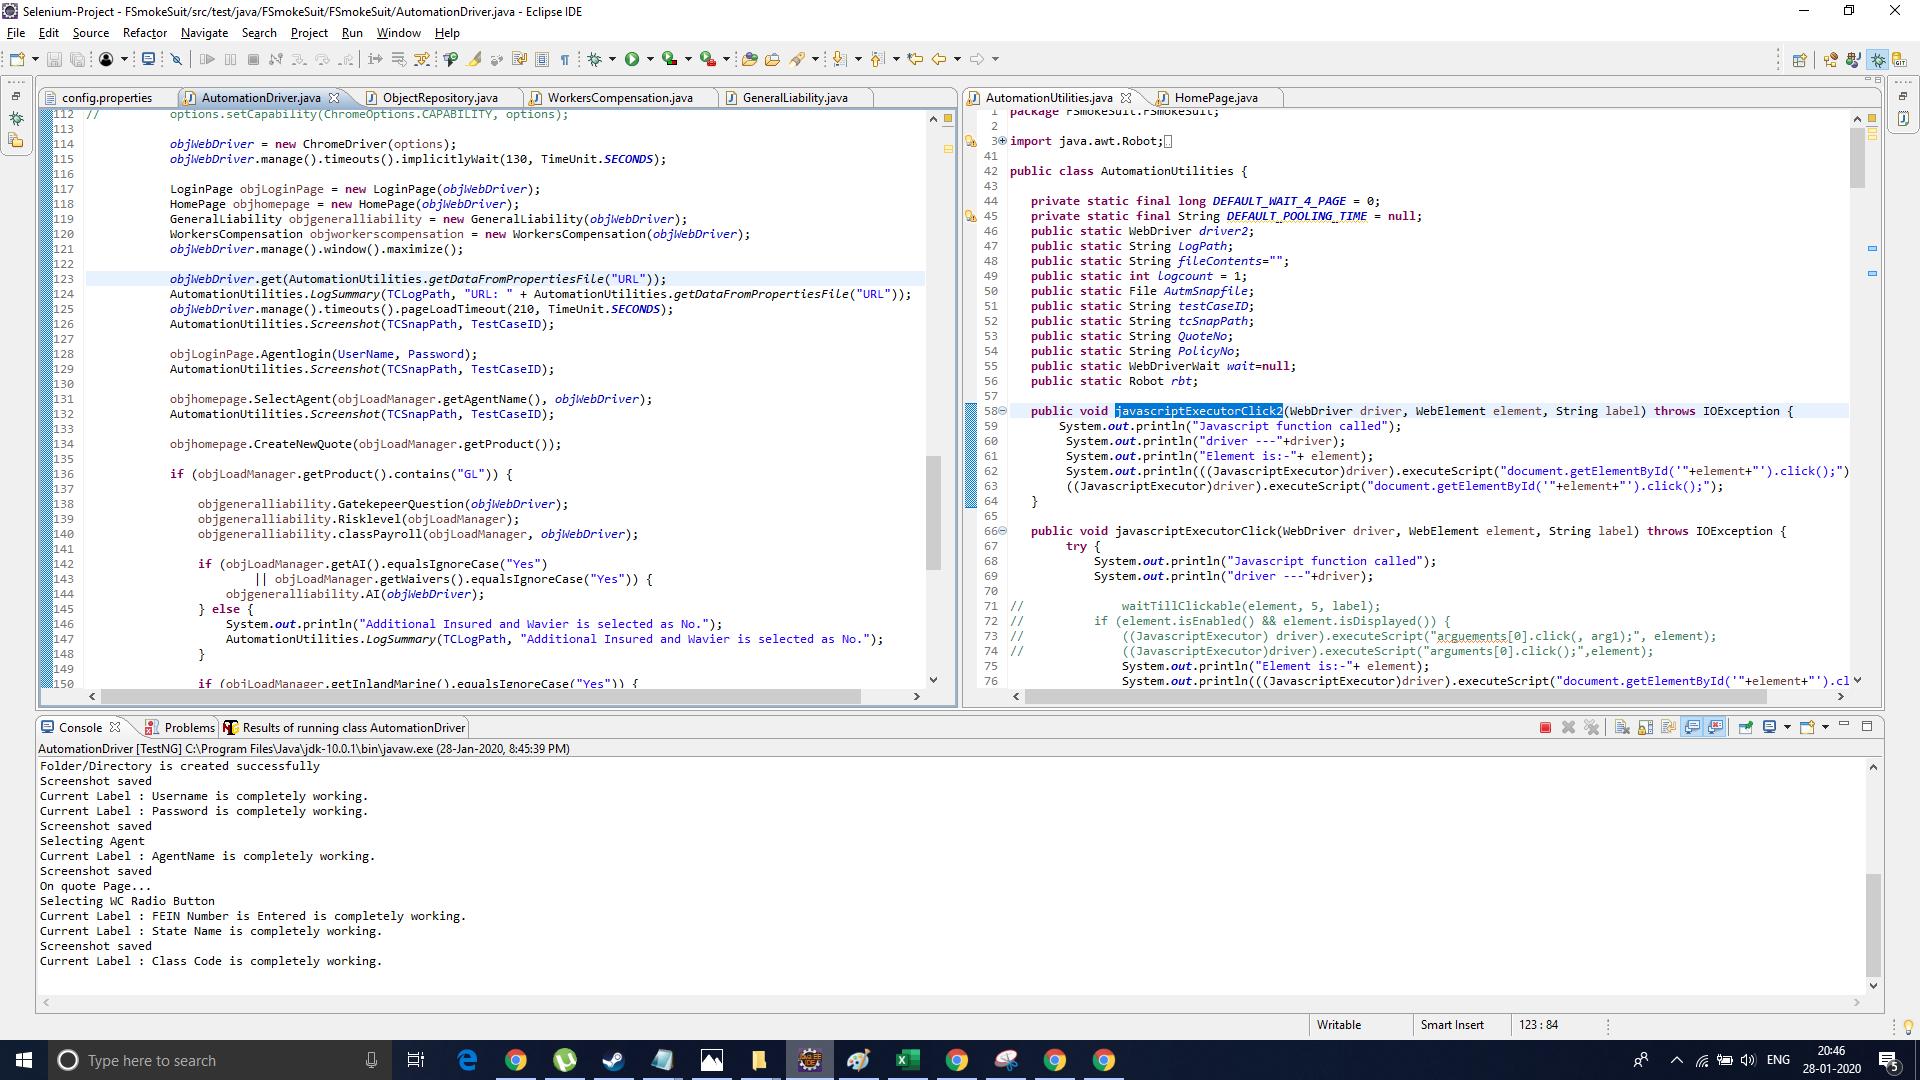 Selenium-Project - FSmokeSuit/src/test/java/FSmokeSuit/FSmokeSuit/AutomationDriver.java - Eclipse IDE
File Edit Source Refactor Navigate Search Project Run Window Help
config.properties AutomationDriver.java ObjectRepository.java WorkersCompensation.java GeneralLiability.java
112 // options.setCapability(ChromeOptions.CAPABILITY, options);
113
114 objWebDriver = new ChromeDriver(options);
115 objWebDriver.manage().timeouts().implicitlyWait(130, TimeUnit.SECONDS);
116
117 LoginPage objLoginPage = new LoginPage(objWebDriver);
118 HomePage objhomepage = new HomePage(objWebDriver);
119 GeneralLiability objgeneralliability = new GeneralLiability(objWebDriver);
120 WorkersCompensation objworkerscompensation = new WorkersCompensation(objWebDriver);
121 objWebDriver.manage().window().maximize();
122
123 objWebDriver.get(AutomationUtilities.getDataFromPropertiesFile("URL"));
124 AutomationUtilities.LogSummary(TCLogPath, "URL: " + AutomationUtilities.getDataFromPropertiesFile("URL"));
125 objWebDriver.manage().timeouts().pageLoadTimeout(210, TimeUnit.SECONDS);
126 AutomationUtilities.Screenshot(TCSnapPath, TestCaseID);
127
128 objLoginPage.Agentlogin(UserName, Password);
129 AutomationUtilities.Screenshot(TCSnapPath, TestCaseID);
130
131 objhomepage.SelectAgent(objLoadManager.getAgentName(), objWebDriver);
132 AutomationUtilities.Screenshot(TCSnapPath, TestCaseID);
133
134 objhomepage.CreateNewQuote(objLoadManager.getProduct());
135
136 if (objLoadManager.getProduct().contains("GL")) {
137
138 objgeneralliability.GatekepeerQuestion(objWebDriver);
139 objgeneralliability.Risklevel(objLoadManager);
140 objgeneralliability.classPayroll(objLoadManager, objWebDriver);
141
142 if (objLoadManager.getAI().equalsIgnoreCase("Yes")
143 || objLoadManager.getWaivers().equalsIgnoreCase("Yes")) {
144 objgeneralliability.AI(objWebDriver);
145 } else {
146 System.out.println("Additional Insured and Wavier is selected as No.");
147 AutomationUtilities.LogSummary(TCLogPath, "Additional Insured and Wavier is selected as No.");
148 }
149
150 if (objLoadManager.getInlandMarine().equalsIgnoreCase("Yes")) {
AutomationUtilities.java HomePage.java
1 package FSmokeSuit.FSmokeSuit;
2
3 import java.awt.Robot;
41
42 public class AutomationUtilities {
43
44 private static final long DEFAULT_WAIT_4_PAGE = 0;
45 private static final String DEFAULT_POOLING_TIME = null;
46 public static WebDriver driver2;
47 public static String LogPath;
48 public static String fileContents="";
49 public static int logcount = 1;
50 public static File AutmSnapfile;
51 public static String testCaseID;
52 public static String tcSnapPath;
53 public static String QuoteNo;
54 public static String PolicyNo;
55 public static WebDriverWait wait=null;
56 public static Robot rbt;
57
58 public void javascriptExecutorClick2(WebDriver driver, WebElement element, String label) throws IOException {
59 System.out.println("Javascript function called");
60 System.out.println("driver ---"+driver);
61 System.out.println("Element is:-"+ element);
62 System.out.println(((JavascriptExecutor)driver).executeScript("document.getElementById('"+element+"').click();")
63 ((JavascriptExecutor)driver).executeScript("document.getElementById('"+element+"').click();");
64 }
65
66 public void javascriptExecutorClick(WebDriver driver, WebElement element, String label) throws IOException {
67 try {
68 System.out.println("Javascript function called");
69 System.out.println("driver ---"+driver);
70
71 // waitTillClickable(element, 5, label);
72 // if (element.isEnabled() && element.isDisplayed()) {
73 // ((JavascriptExecutor) driver).executeScript("arguements[0].click(, arg1);", element);
74 // ((JavascriptExecutor)driver).executeScript("arguments[0].click();",element);
75 System.out.println("Element is:-"+ element);
76 System.out.println(((JavascriptExecutor)driver).executeScript("document.getElementById('"+element+"').cl
Console Problems Results of running class AutomationDriver
AutomationDriver [TestNG] C:\Program Files\Java\jdk-10.0.1\bin\javaw.exe (28-Jan-2020, 8:45:39 PM)
Folder/Directory is created successfully
Screenshot saved
Current Label : Username is completely working.
Current Label : Password is completely working.
Screenshot saved
Selecting Agent
Current Label : AgentName is completely working.
Screenshot saved
On quote Page...
Selecting WC Radio Button
Current Label : FEIN Number is Entered is completely working.
Current Label : State Name is completely working.
Screenshot saved
Current Label : Class Code is completely working.
Writable Smart Insert 123 : 84
Type here to search
ENG
20:46
28-01-2020
5